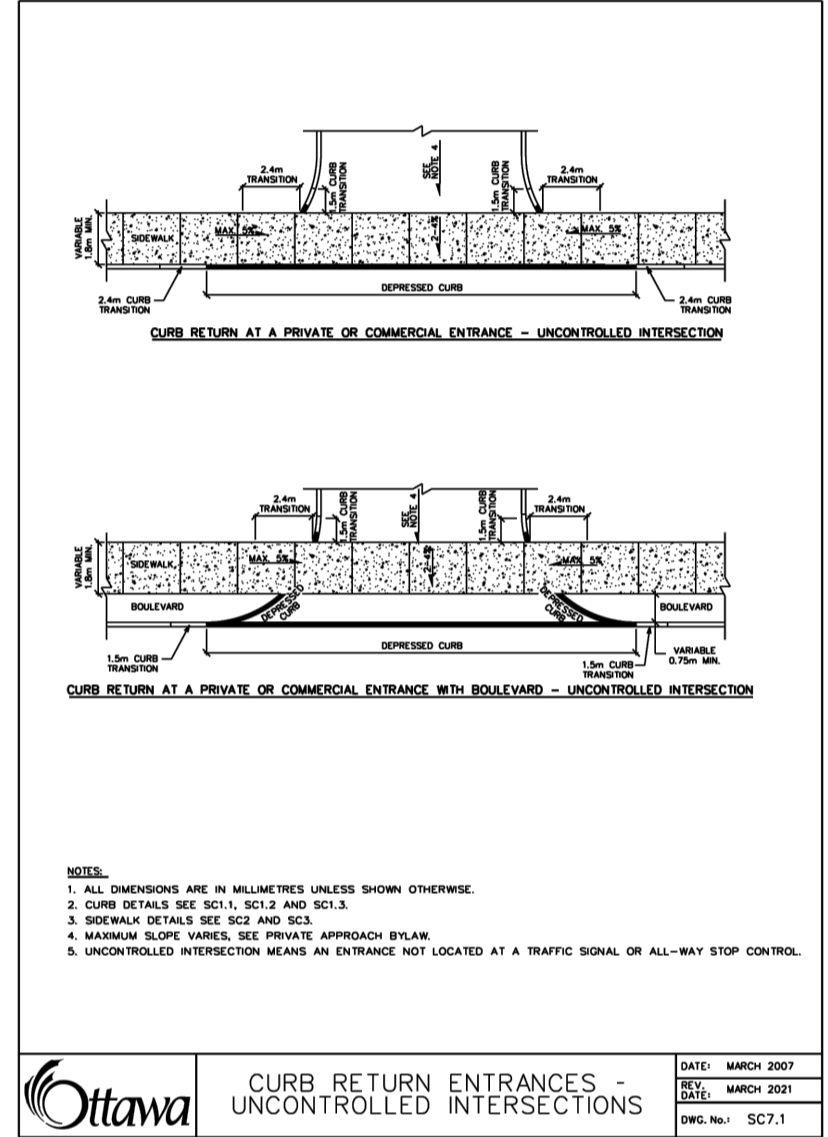 2.4m
TRANSITION
1.5m CURB
TRANSITION
SEE
NOTE 4
1.5m CURB
TRANSITION
2.4m
TRANSITION
VARIABLE
1.8m MIN.
SIDEWALK
MAX. 5%
2-4%
MAX. 5%
2.4m CURB
TRANSITION
DEPRESSED CURB
2.4m CURB
TRANSITION
CURB RETURN AT A PRIVATE OR COMMERCIAL ENTRANCE - UNCONTROLLED INTERSECTION
2.4m
TRANSITION
1.5m CURB
TRANSITION
SEE
NOTE 4
1.5m CURB
TRANSITION
2.4m
TRANSITION
VARIABLE
1.8m MIN.
SIDEWALK
MAX. 5%
2-4%
MAX. 5%
BOULEVARD
DEPRESSED
CURB
DEPRESSED
CURB
BOULEVARD
1.5m CURB
TRANSITION
DEPRESSED CURB
1.5m CURB
TRANSITION
VARIABLE
0.75m MIN.
CURB RETURN AT A PRIVATE OR COMMERCIAL ENTRANCE WITH BOULEVARD - UNCONTROLLED INTERSECTION
NOTES:
1. ALL DIMENSIONS ARE IN MILLIMETRES UNLESS SHOWN OTHERWISE.
2. CURB DETAILS SEE SC1.1, SC1.2 AND SC1.3.
3. SIDEWALK DETAILS SEE SC2 AND SC3.
4. MAXIMUM SLOPE VARIES, SEE PRIVATE APPROACH BYLAW.
5. UNCONTROLLED INTERSECTION MEANS AN ENTRANCE NOT LOCATED AT A TRAFFIC SIGNAL OR ALL-WAY STOP CONTROL.
Ottawa
CURB RETURN ENTRANCES -
UNCONTROLLED INTERSECTIONS
DATE: MARCH 2007
REV. DATE: MARCH 2021
DWG. No.: SC7.1